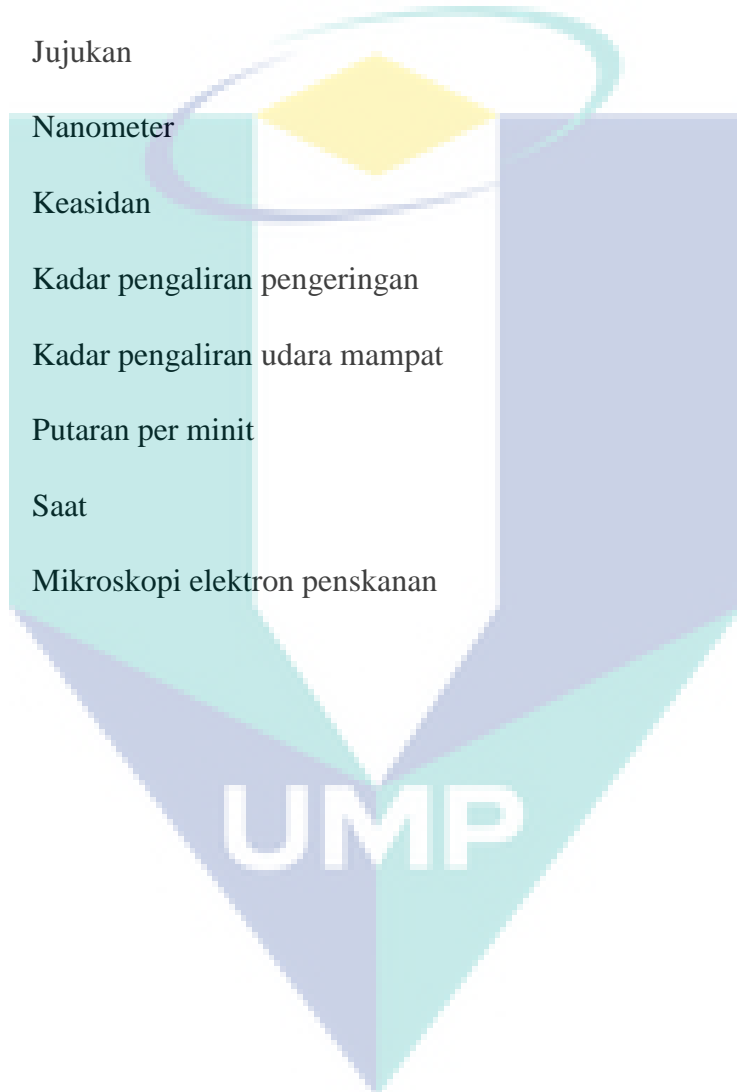 Jujukan
Nanometer
Keasidan
Kadar pengaliran pengeringan
Kadar pengaliran udara mampat
Putaran per minit
Saat
Mikroskopi elektron penskanan
UMP